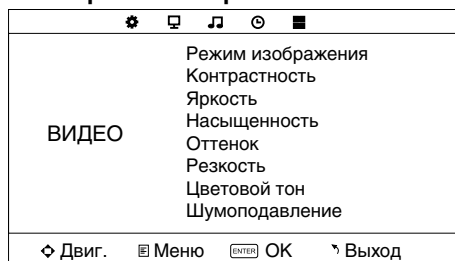 Режим изображения
Контрастность
Яркость
Насыщенность
ВИДЕО
Оттенок
Резкость
Цветовой тон
Шумоподавление
Двиг. Меню ENTER OK Выход